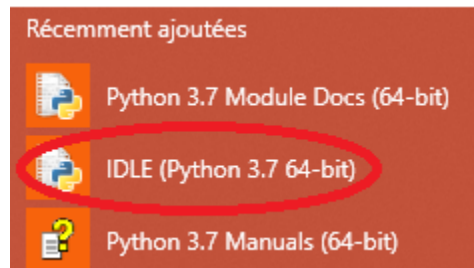 Récemment ajoutées
Python 3.7 Module Docs (64-bit)
IDLE (Python 3.7 64-bit)
Python 3.7 Manuals (64-bit)